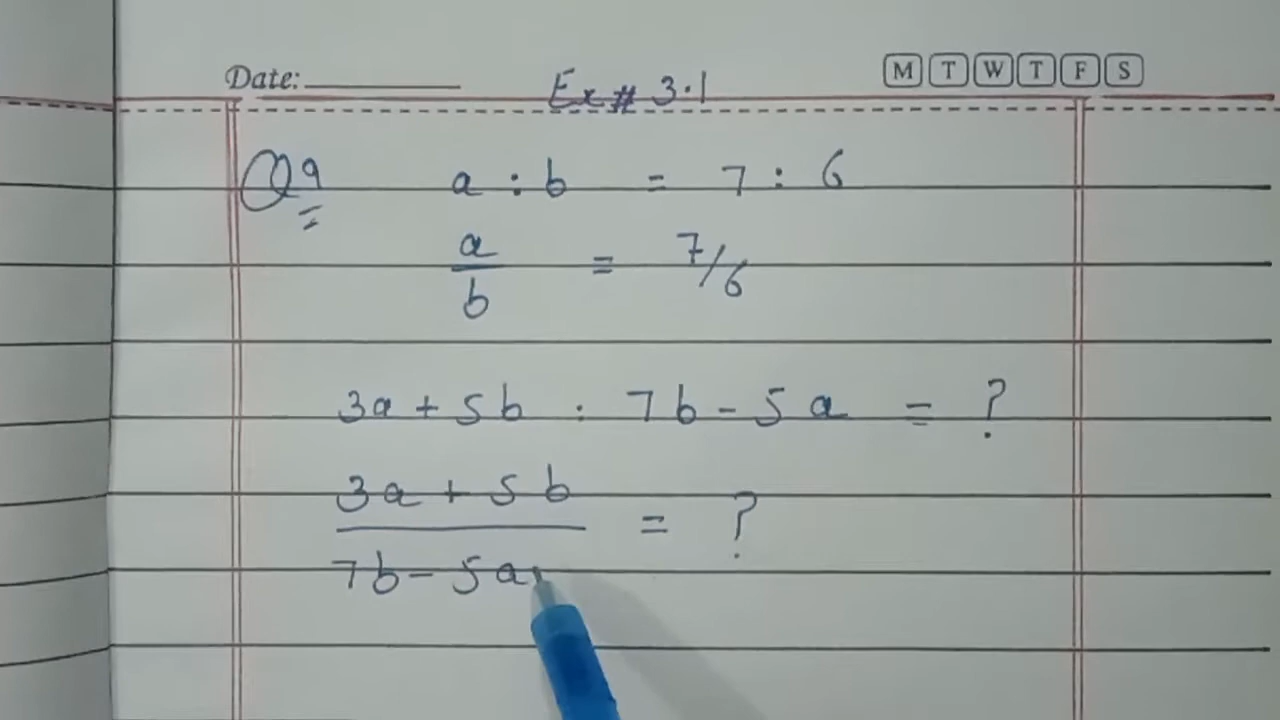 Date: Ex # 3.1 M T W T F S
Q9 a : b = 7 : 6
a/b = 7/6
3a + 5b : 7b - 5a = ?
3a + 5b
= ?
7b - 5a